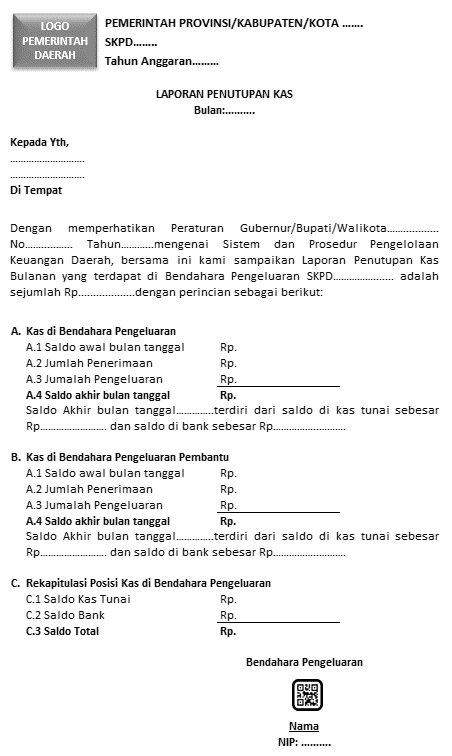 LOGO
PEMERINTAH
DAERAH
PEMERINTAH PROVINSI/KABUPATEN/KOTA .......
SKPD........
Tahun Anggaran.........
LAPORAN PENUTUPAN KAS
Bulan:..........
Kepada Yth,
............................
............................
Di Tempat
Dengan memperhatikan Peraturan Gubernur/Bupati/Walikota..................
No................. Tahun............mengenai Sistem dan Prosedur Pengelolaan
Keuangan Daerah, bersama ini kami sampaikan Laporan Penutupan Kas
Bulanan yang terdapat di Bendahara Pengeluaran SKPD...................... adalah
sejumlah Rp...................dengan perincian sebagai berikut:
A. Kas di Bendahara Pengeluaran
A.1 Saldo awal bulan tanggal Rp.
A.2 Jumlah Penerimaan Rp.
A.3 Jumalah Pengeluaran Rp.
A.4 Saldo akhir bulan tanggal Rp.
Saldo Akhir bulan tanggal..............terdiri dari saldo di kas tunai sebesar
Rp......................... dan saldo di bank sebesar Rp...........................
B. Kas di Bendahara Pengeluaran Pembantu
A.1 Saldo awal bulan tanggal Rp.
A.2 Jumlah Penerimaan Rp.
A.3 Jumalah Pengeluaran Rp.
A.4 Saldo akhir bulan tanggal Rp.
Saldo Akhir bulan tanggal..............terdiri dari saldo di kas tunai sebesar
Rp......................... dan saldo di bank sebesar Rp...........................
C. Rekapitulasi Posisi Kas di Bendahara Pengeluaran
C.1 Saldo Kas Tunai Rp.
C.2 Saldo Bank Rp.
C.3 Saldo Total Rp.
Bendahara Pengeluaran
Nama
NIP: ..........